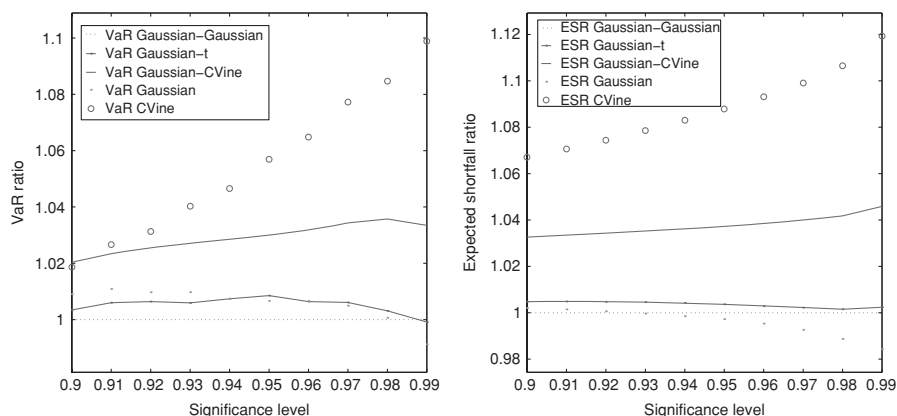 VaR ratio
1.1
1.08
1.06
1.04
1.02
1
VaR Gaussian−Gaussian
VaR Gaussian−t
VaR Gaussian−CVine
VaR Gaussian
VaR CVine
0.9 0.91 0.92 0.93 0.94 0.95 0.96 0.97 0.98 0.99
Significance level
Expected shortfall ratio
1.12
1.1
1.08
1.06
1.04
1.02
1
0.98
ESR Gaussian−Gaussian
ESR Gaussian−t
ESR Gaussian−CVine
ESR Gaussian
ESR CVine
0.9 0.91 0.92 0.93 0.94 0.95 0.96 0.97 0.98 0.99
Significance level